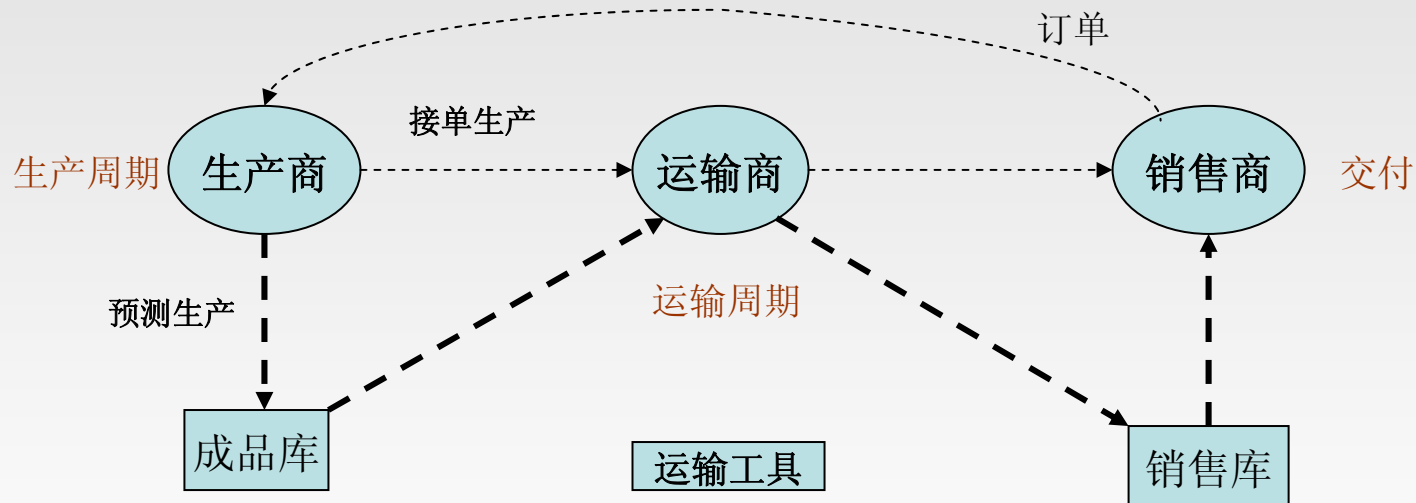 订单
接单生产
生产周期
生产商
运输商
销售商
交付
预测生产
运输周期
成品库
运输工具
销售库